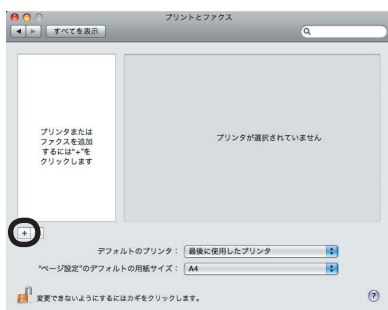 プリントとファクス
すべてを表示
プリンタまたは
ファクスを追加
するには"+"を
クリックします
プリンタが選択されていません
+
デフォルトのプリンタ： 最後に使用したプリンタ
"ページ設定"のデフォルトの用紙サイズ： A4
変更できないようにするにはカギをクリックします。
?